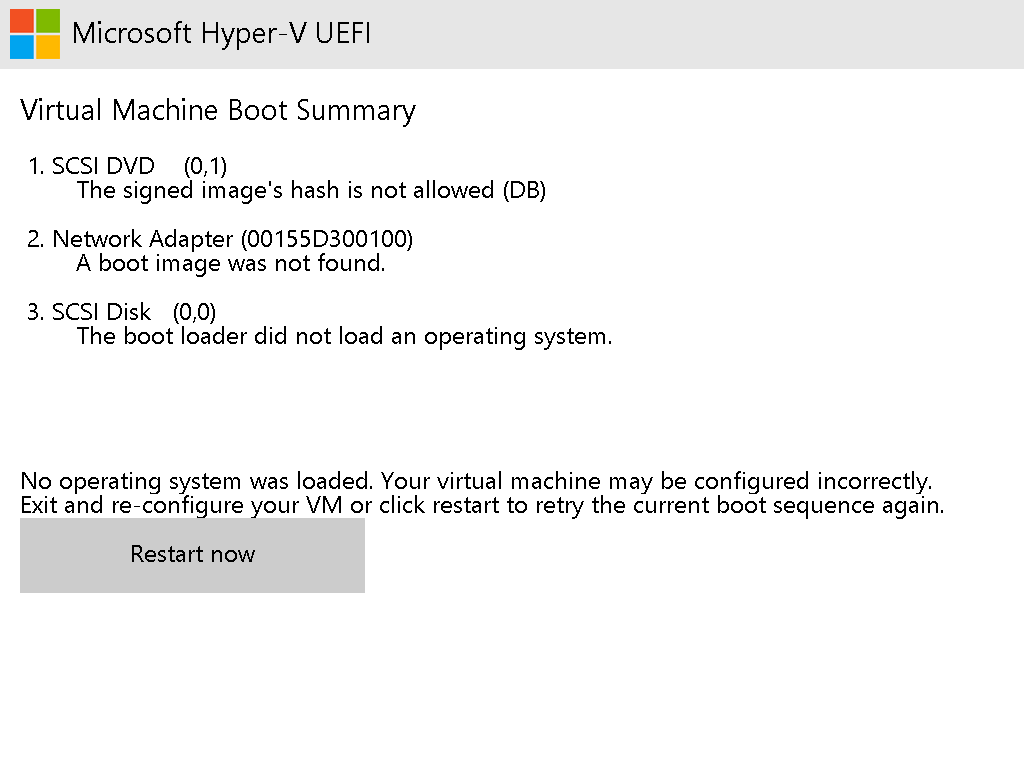 Microsoft Hyper-V UEFI
Virtual Machine Boot Summary
1. SCSI DVD (0,1)
The signed image's hash is not allowed (DB)
2. Network Adapter (00155D300100)
A boot image was not found.
3. SCSI Disk (0,0)
The boot loader did not load an operating system.
No operating system was loaded. Your virtual machine may be configured incorrectly.
Exit and re-configure your VM or click restart to retry the current boot sequence again.
Restart now